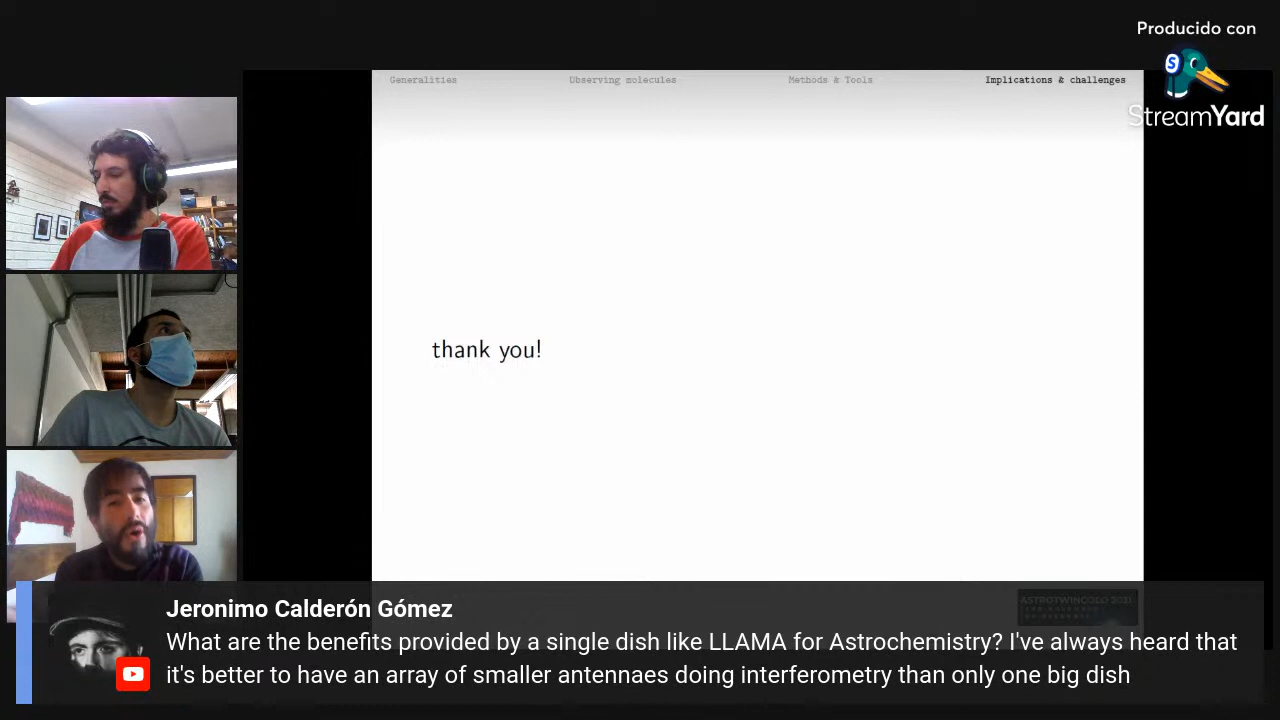 Producido con
StreamYard
Generalities
Observing molecules
Methods & Tools
Implications & challenges
thank you!
ASTROTWINCOLO 2021
Jeronimo Calderón Gómez
What are the benefits provided by a single dish like LLAMA for Astrochemistry? I've always heard that
it's better to have an array of smaller antennaes doing interferometry than only one big dish